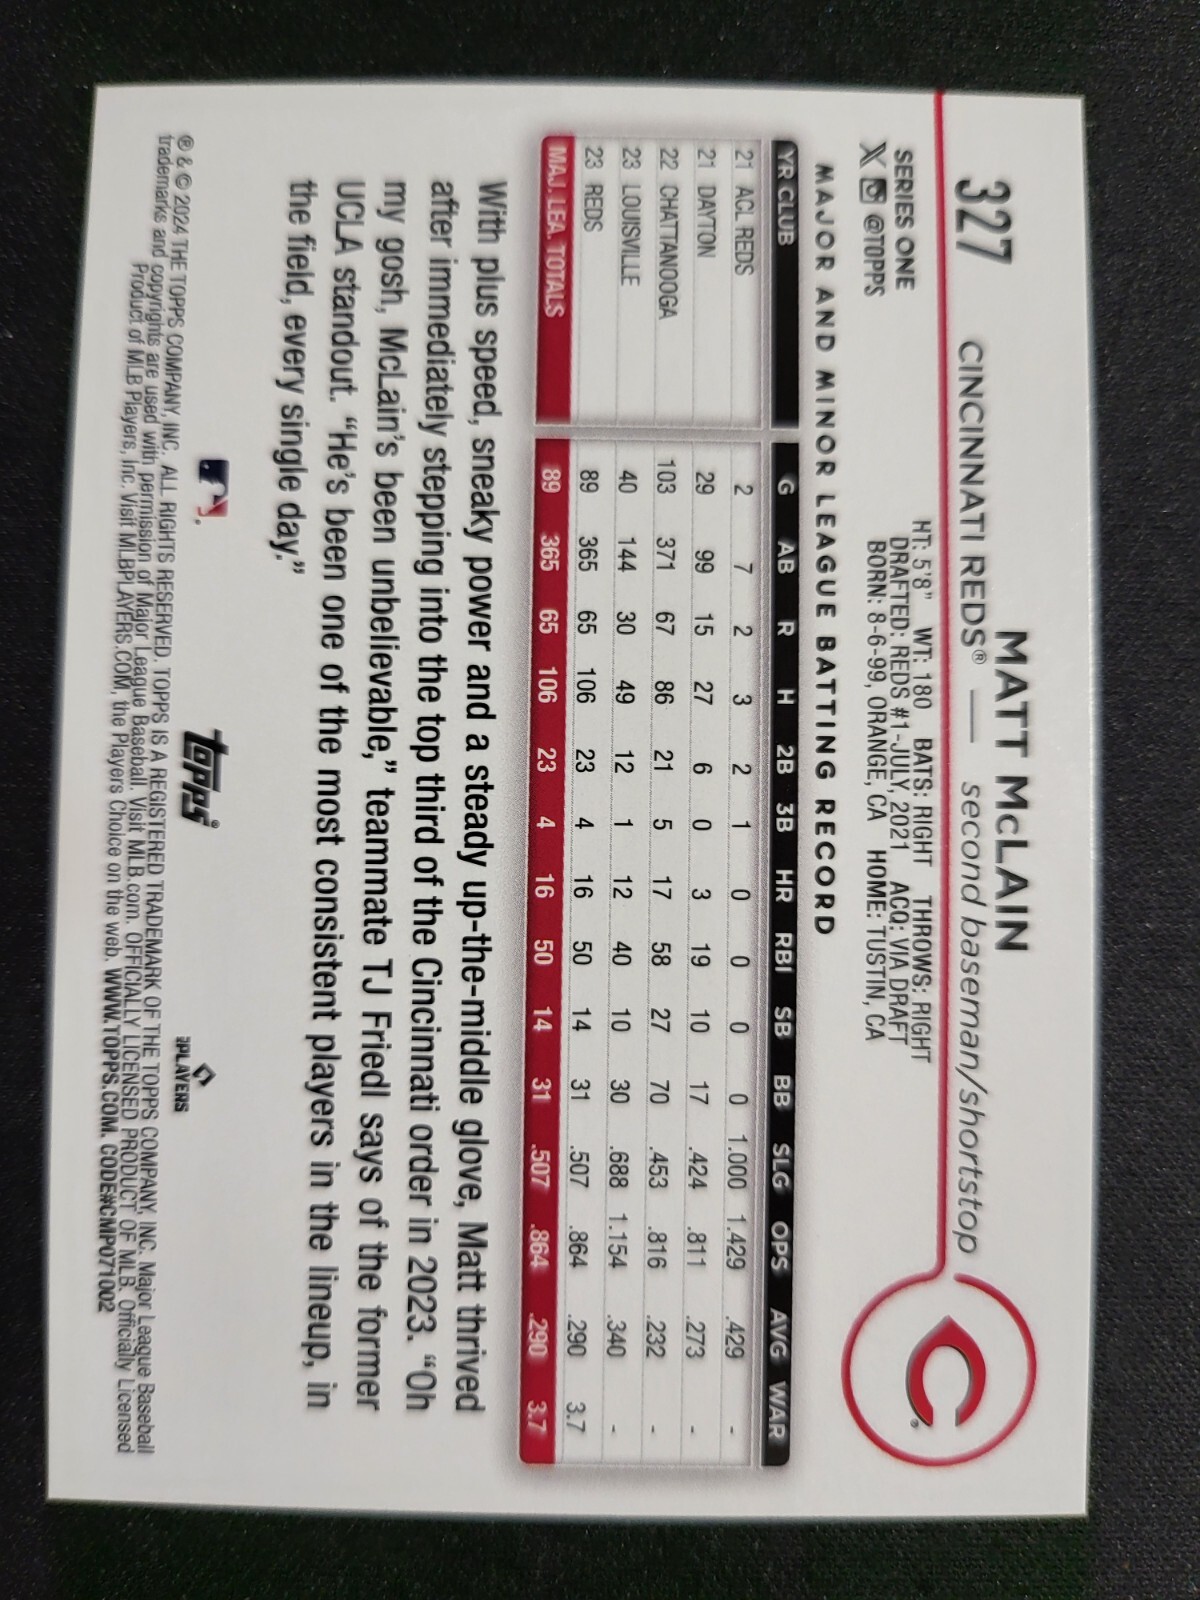 327
CINCINNATI REDS®
MATT McLAIN
second baseman/shortstop
SERIES ONE
X @TOPPS
HT: 5'8" WT: 180 BATS: RIGHT THROWS: RIGHT
DRAFTED: REDS #1-JULY, 2021 ACQ: VIA DRAFT
BORN: 8-6-99, ORANGE, CA HOME: TUSTIN, CA
MAJOR AND MINOR LEAGUE BATTING RECORD
YR CLUB G AB R H 2B 3B HR RBI SB BB SLG OPS AVG WAR
21 ACL REDS 2 7 2 3 2 1 0 0 0 0 1.000 1.429 .429 -
21 DAYTON 29 99 15 27 6 0 3 19 10 17 .424 .811 .273 -
22 CHATTANOOGA 103 371 67 86 21 5 17 58 27 70 .453 .816 .232 -
23 LOUISVILLE 40 144 30 49 12 1 12 40 10 30 .688 1.154 .340 -
23 REDS 89 365 65 106 23 4 16 50 14 31 .507 .864 .290 3.7
MAJ. LEA. TOTALS 89 365 65 106 23 4 16 50 14 31 .507 .864 .290 3.7
With plus speed, sneaky power and a steady up-the-middle glove, Matt thrived
after immediately stepping into the top third of the Cincinnati order in 2023. “Oh
my gosh, McLain's been unbelievable,” teammate TJ Friedl says of the former
UCLA standout. “He's been one of the most consistent players in the lineup, in
the field, every single day.”
topps®
PLAYERS
® & © 2024 THE TOPPS COMPANY, INC. ALL RIGHTS RESERVED. TOPPS IS A REGISTERED TRADEMARK OF THE TOPPS COMPANY, INC. Major League Baseball
trademarks and copyrights are used with permission of Major League Baseball. Visit MLB.com. OFFICIALLY LICENSED PRODUCT OF MLB. Officially Licensed
Product of MLB Players, Inc. Visit MLBPLAYERS.COM, the Players Choice on the web. WWW.TOPPS.COM. CODE#CMP071002